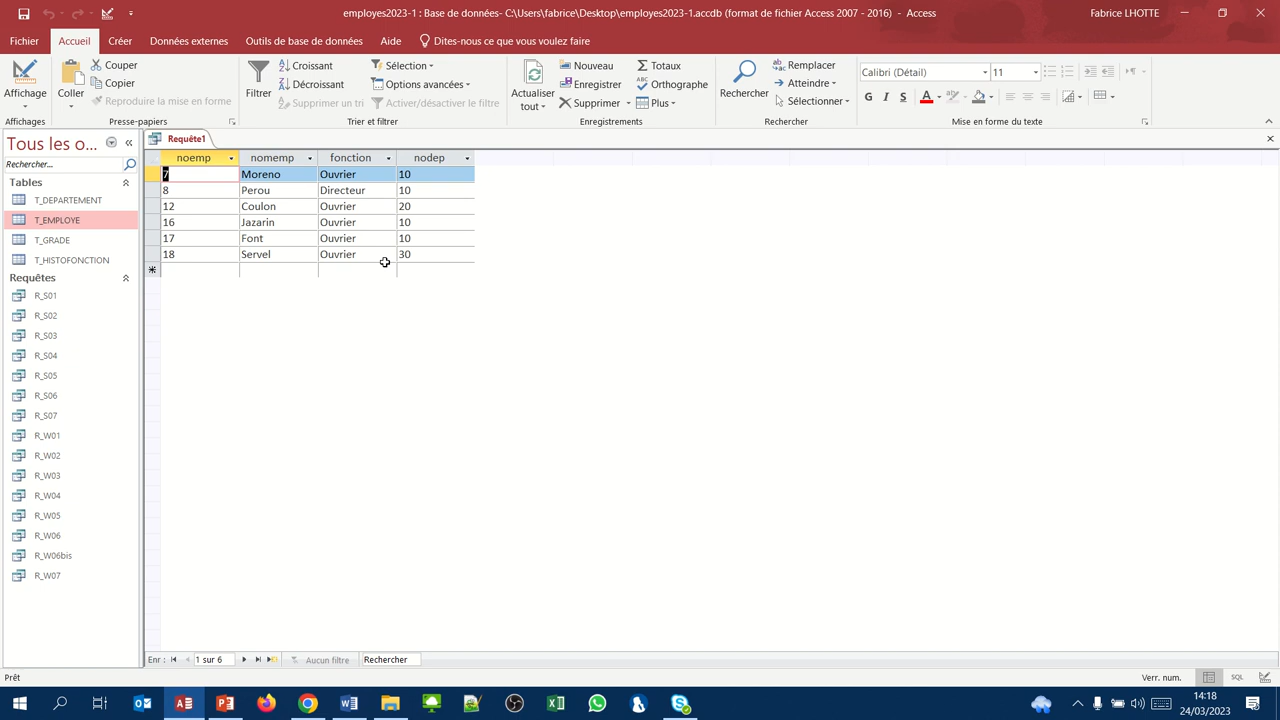 employes2023-1 : Base de données- C:\Users\fabrice\Desktop\employes2023-1.accdb (format de fichier Access 2007 - 2016) - Access
Fabrice LHOTTE
Fichier Accueil Créer Données externes Outils de base de données Aide Dites-nous ce que vous voulez faire
Affichage
Affichages
Coller
Couper
Copier
Reproduire la mise en forme
Presse-papiers
Filtrer
Croissant
Décroissant
Supprimer un tri
Sélection
Options avancées
Activer/désactiver le filtre
Trier et filtrer
Actualiser
tout
Nouveau
Enregistrer
Supprimer
Totaux
Orthographe
Plus
Enregistrements
Rechercher
Remplacer
Atteindre
Sélectionner
Rechercher
Calibri (Détail) 11
G I S A
Mise en forme du texte
Tous les o...
Rechercher...
Tables
T_DEPARTEMENT
T_EMPLOYE
T_GRADE
T_HISTOFONCTION
Requêtes
R_S01
R_S02
R_S03
R_S04
R_S05
R_S06
R_S07
R_W01
R_W02
R_W03
R_W04
R_W05
R_W06
R_W06bis
R_W07
Requête1
noemp nomemp fonction nodep
7 Moreno Ouvrier 10
8 Perou Directeur 10
12 Coulon Ouvrier 20
16 Jazarin Ouvrier 10
17 Font Ouvrier 10
18 Servel Ouvrier 30
Enr : 1 sur 6 Aucun filtre Rechercher
Prêt
Verr. num. SQL
14:18
24/03/2023